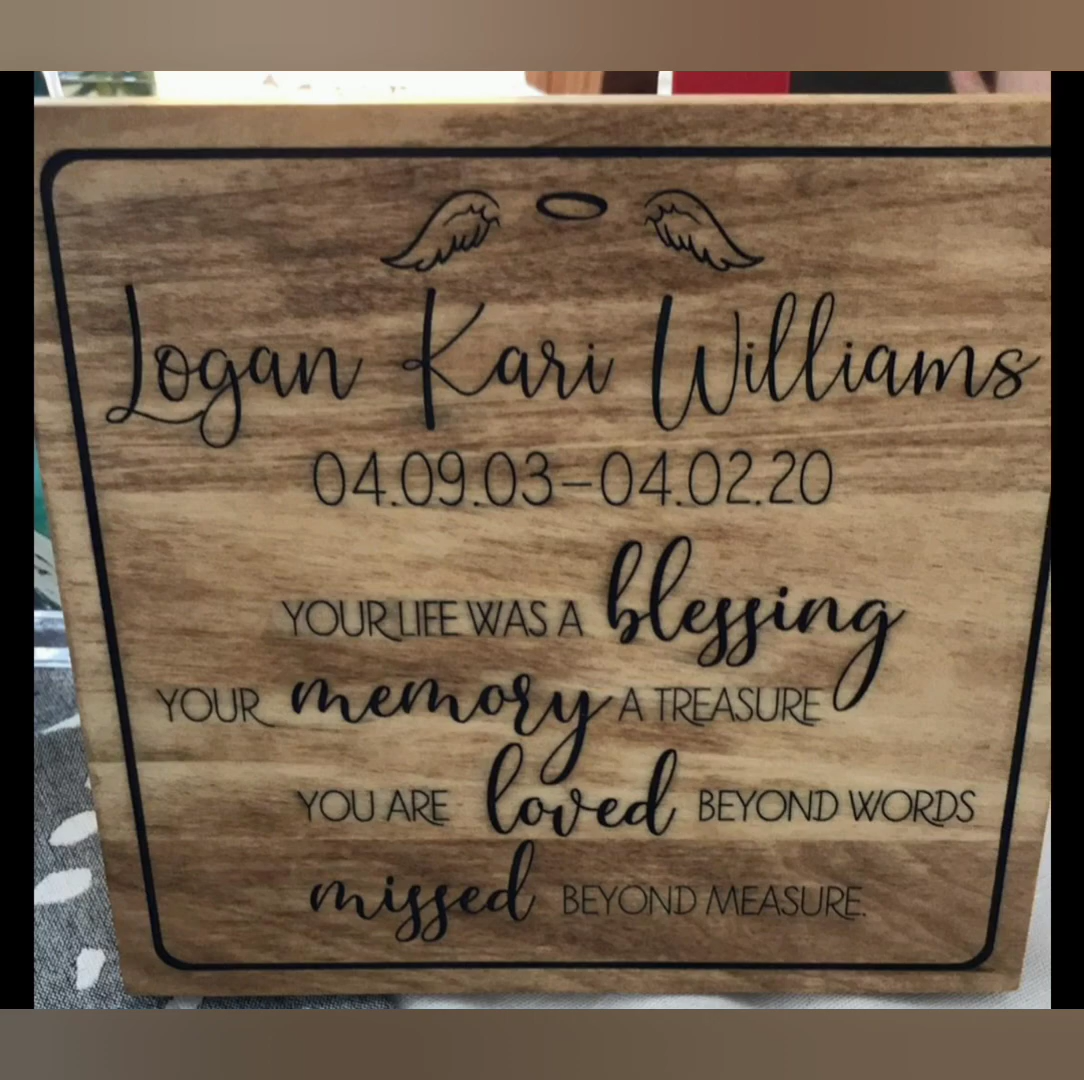 Logan Kari Williams
04.09.03–04.02.20
YOUR LIFE WAS A blessing
YOUR memory A TREASURE
YOU ARE loved BEYOND WORDS
missed BEYOND MEASURE.